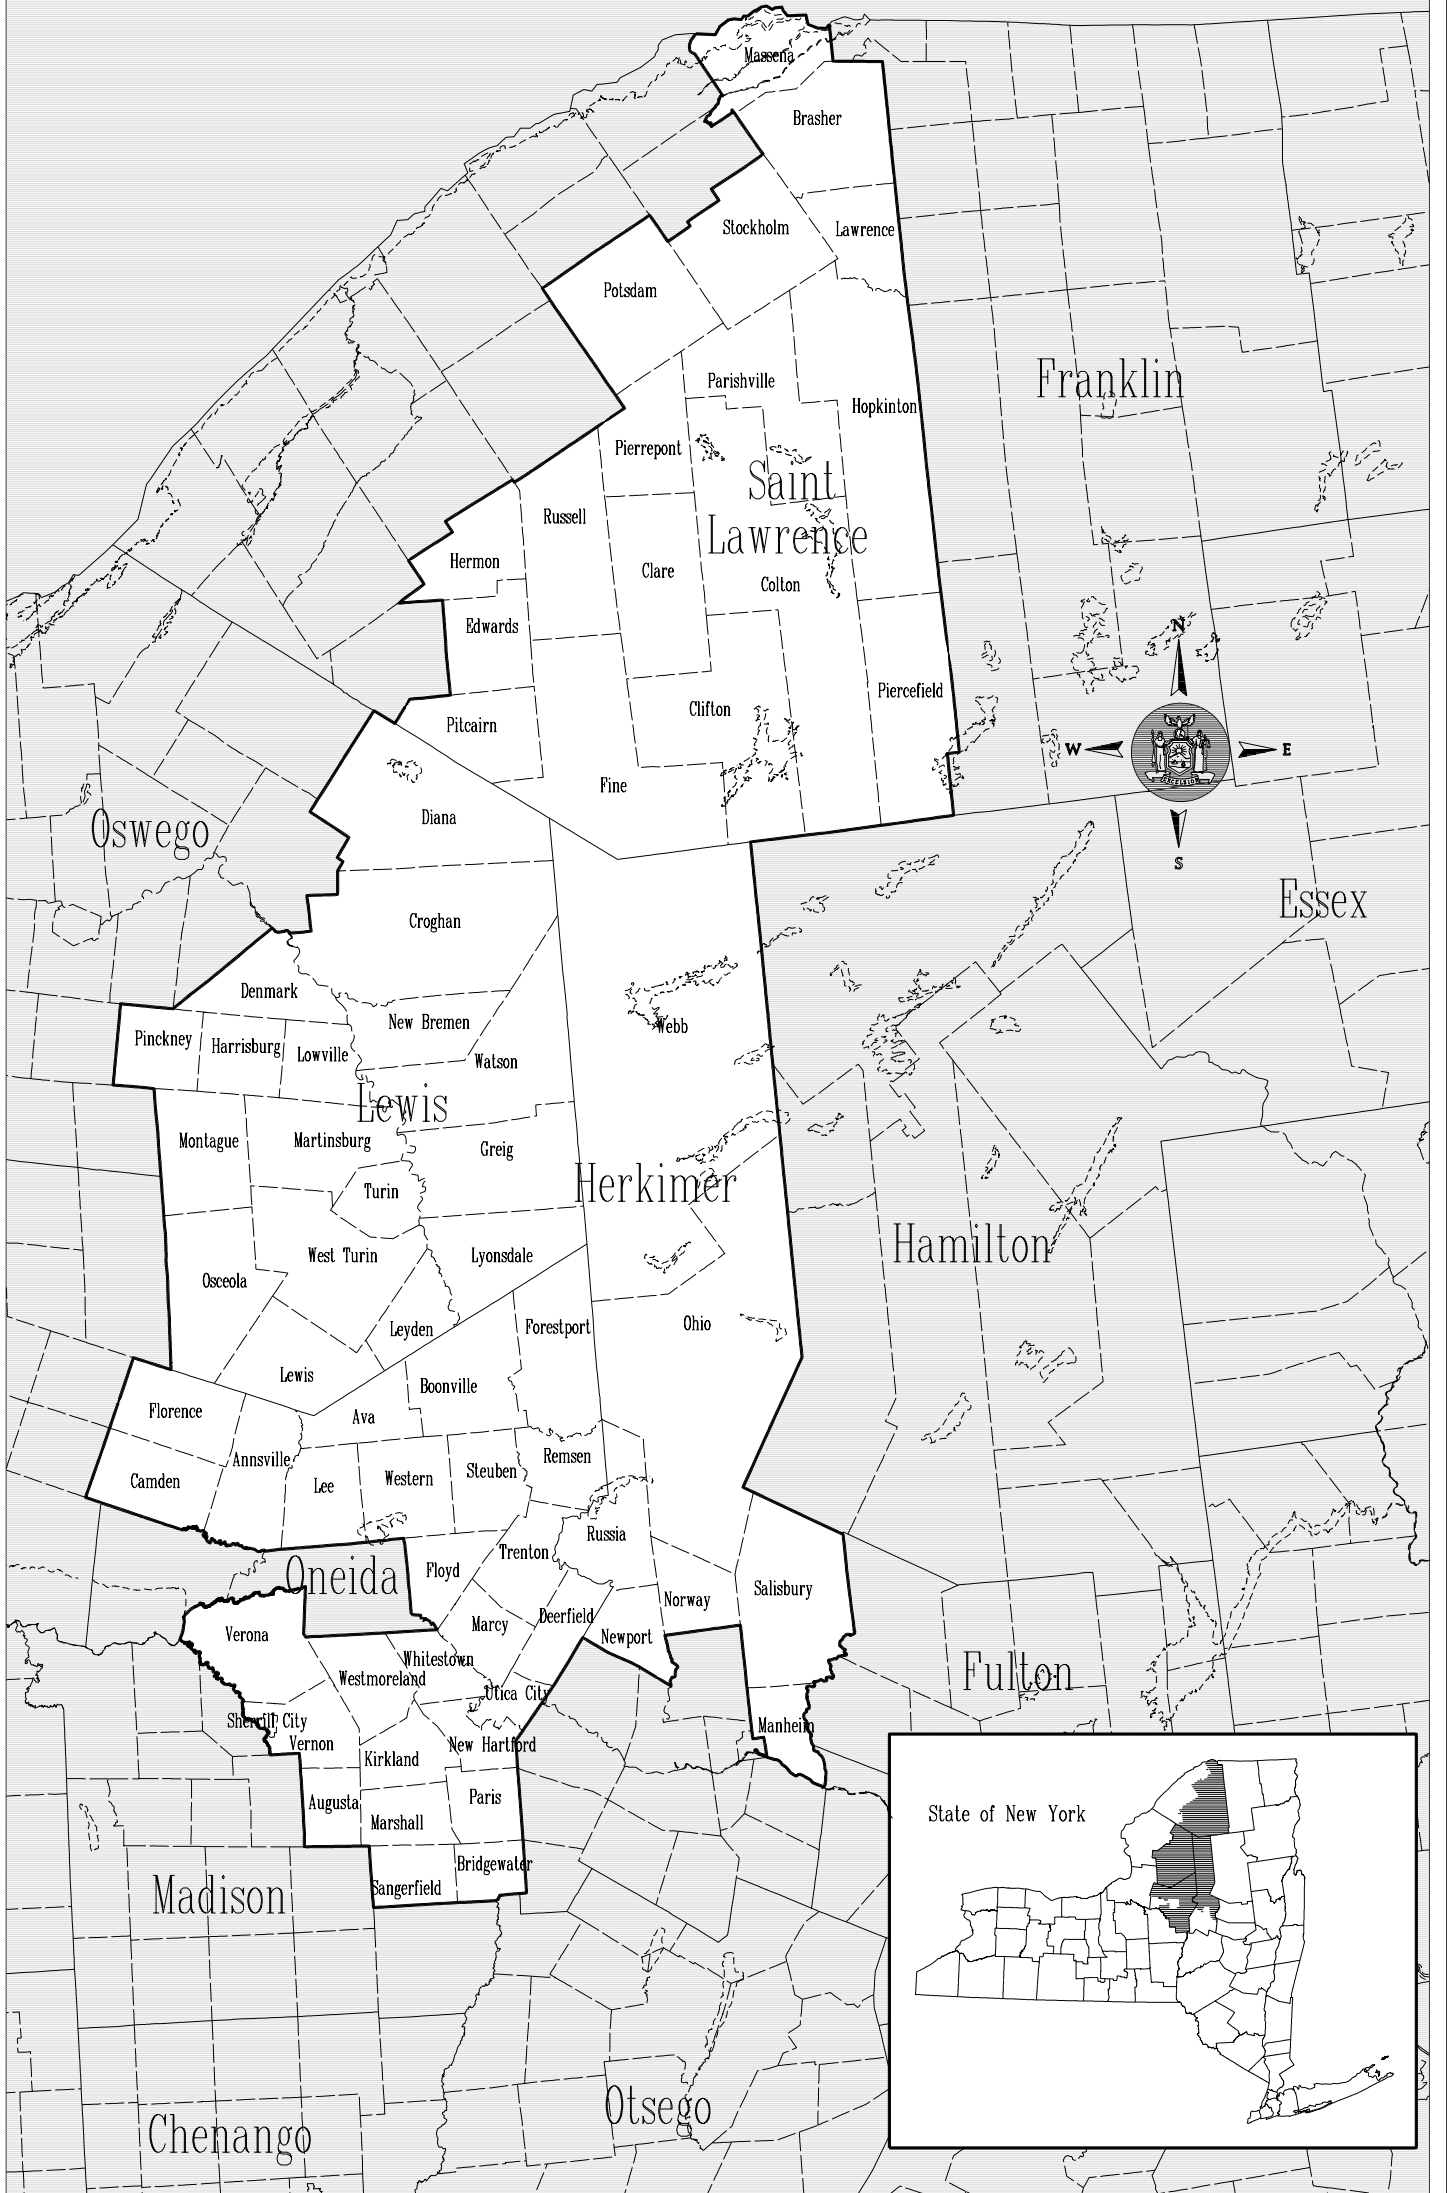 Massena
Brasher
Stockholm
Lawrence
Potsdam
Franklin
Parishville
Hopkinton
Pierrepont
Saint
Lawrence
Russell
Hermon
Clare
Colton
Edwards
N
Piercefield
Clifton
Pitcairn
W
E
EXCELSIOR
Fine
Diana
Oswego
S
Essex
Croghan
Denmark
New Bremen
Webb
Pinckney
Harrisburg
Lowville
Watson
Lewis
Montague
Martinsburg
Greig
Herkimer
Turin
Hamilton
West Turin
Lyonsdale
Osceola
Leyden
Forestport
Ohio
Lewis
Boonville
Florence
Ava
Annsville
Remsen
Camden
Lee
Western
Steuben
Russia
Trenton
Oneida
Floyd
Salisbury
Norway
Deerfield
Marcy
Verona
Newport
Whitestown
Westmoreland
Fulton
Utica City
Sherrill City
Manheim
Vernon
New Hartford
Kirkland
Augusta
Paris
Marshall
State of New York
Bridgewater
Sangerfield
Madison
Otsego
Chenango